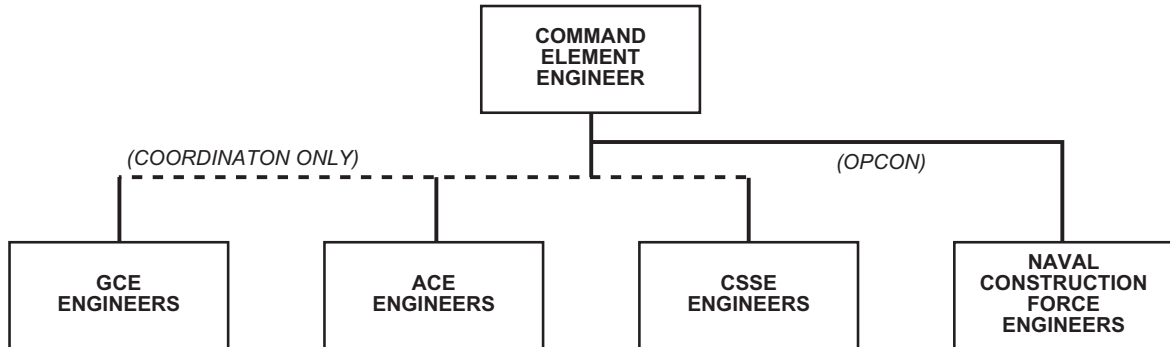 COMMAND
ELEMENT
ENGINEER
(COORDINATON ONLY)
(OPCON)
GCE
ENGINEERS
ACE
ENGINEERS
CSSE
ENGINEERS
NAVAL
CONSTRUCTION
FORCE
ENGINEERS